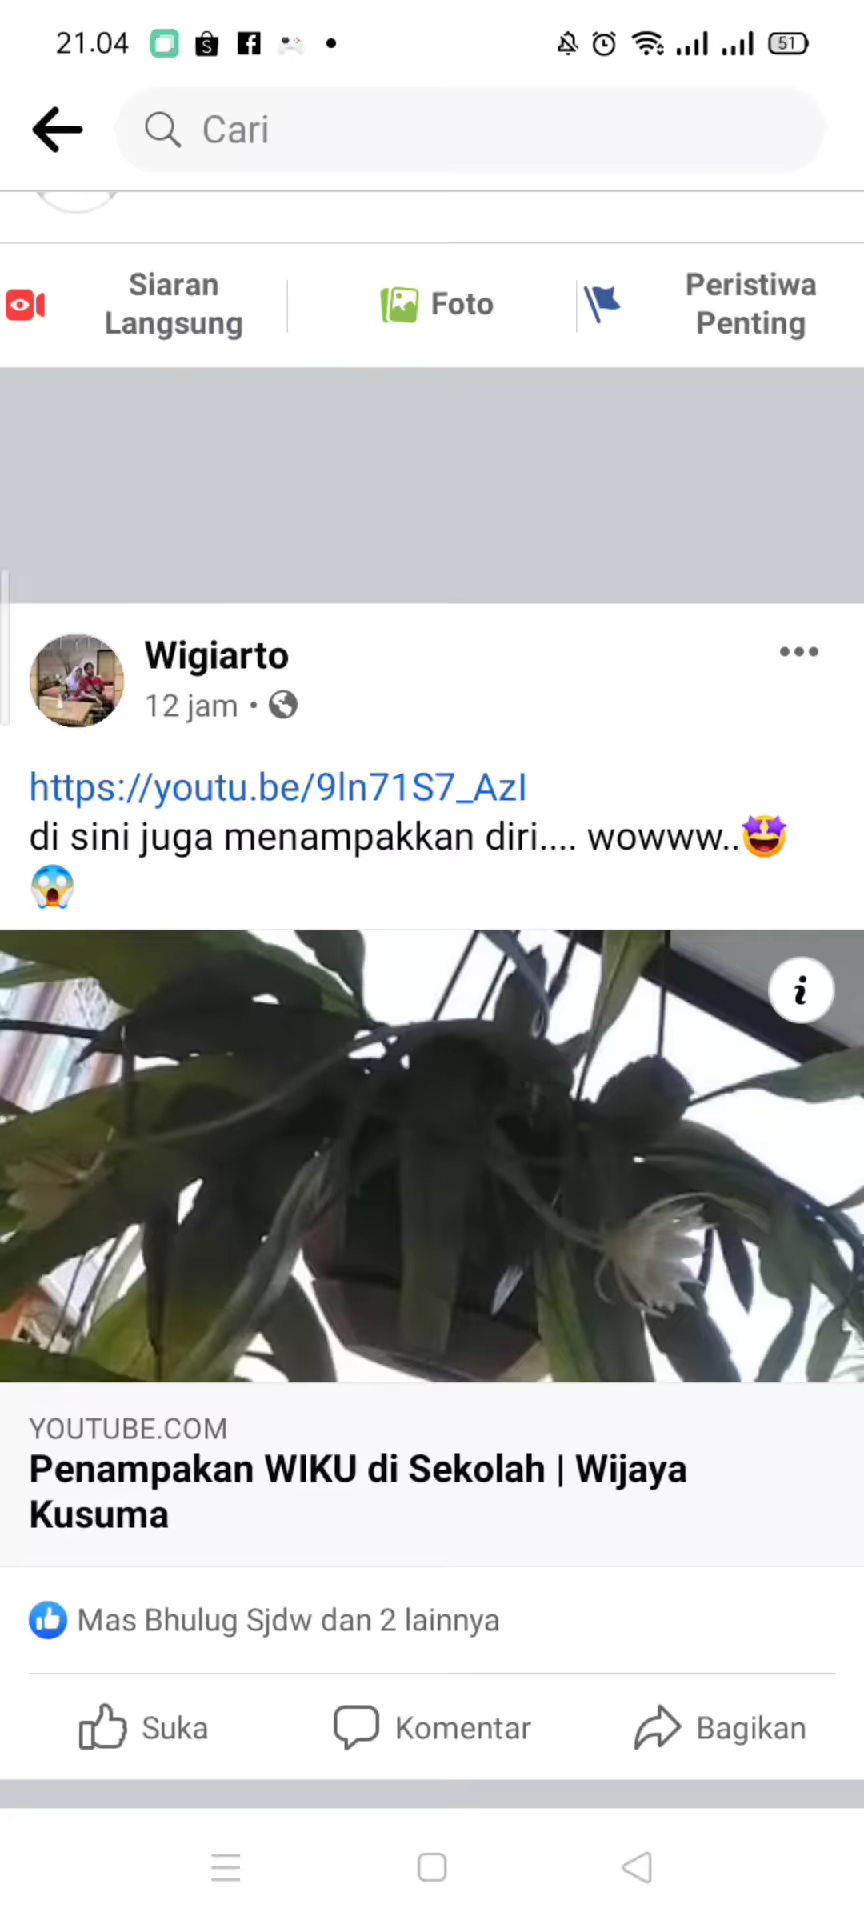 21.04
51
Cari
Siaran
Langsung
Foto
Peristiwa
Penting
Wigiarto
12 jam •
https://youtu.be/9ln71S7_AzI
di sini juga menampakkan diri.... wowww..🤩
😱
YOUTUBE.COM
Penampakan WIKU di Sekolah | Wijaya
Kusuma
Mas Bhulug Sjdw dan 2 lainnya
Suka
Komentar
Bagikan